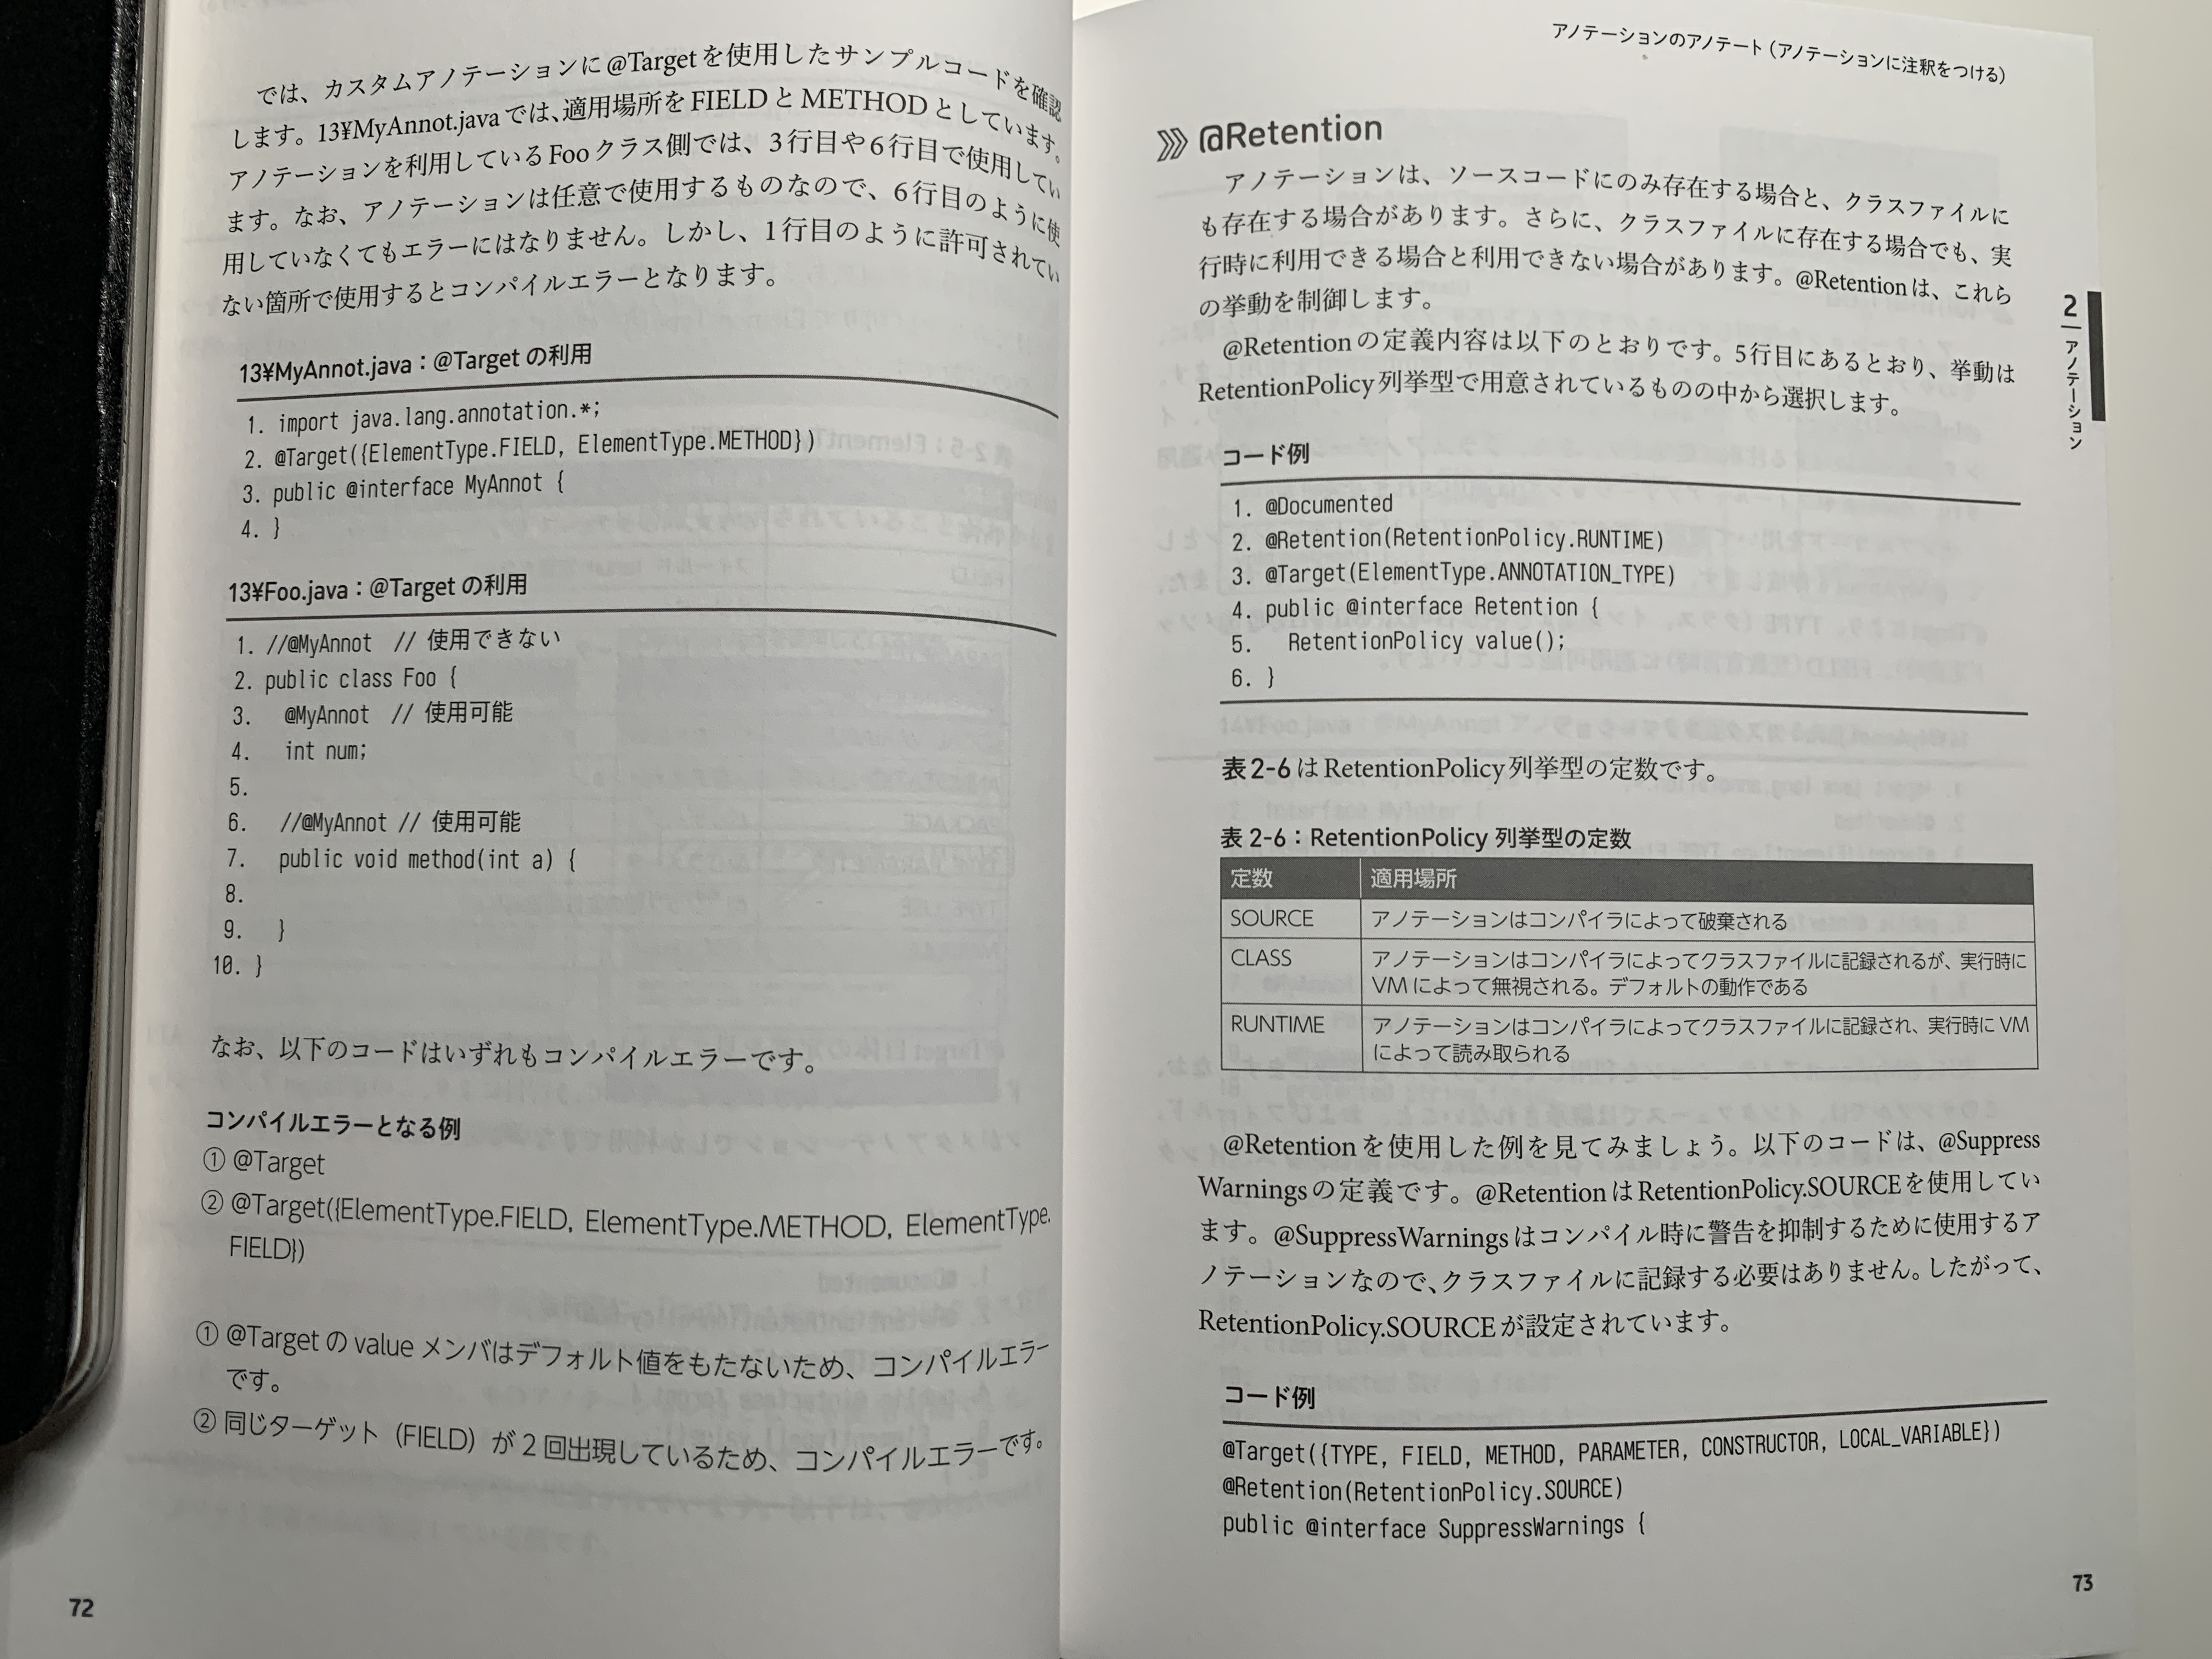 では、カスタムアノテーションに@Targetを使用したサンプルコードを確認
します。13¥MyAnnot.javaでは、適用場所をFIELDとMETHODとしています。
アノテーションを利用しているFooクラス側では、3行目や6行目で使用してい
ます。なお、アノテーションは任意で使用するものなので、6行目のように使
用していなくてもエラーにはなりません。しかし、1行目のように許可されてい
ない箇所で使用するとコンパイルエラーとなります。
13¥MyAnnot.java：@Targetの利用
1. import java.lang.annotation.*;
2. @Target({ElementType.FIELD, ElementType.METHOD})
3. public @interface MyAnnot {
4. }
13¥Foo.java：@Targetの利用
1. //@MyAnnot // 使用できない
2. public class Foo {
3. @MyAnnot // 使用可能
4. int num;
5.
6. //@MyAnnot // 使用可能
7. public void method(int a) {
8.
9. }
10. }
なお、以下のコードはいずれもコンパイルエラーです。
コンパイルエラーとなる例
① @Target
② @Target({ElementType.FIELD, ElementType.METHOD, ElementType.
FIELD})
① @Targetのvalueメンバはデフォルト値をもたないため、コンパイルエラー
です。
② 同じターゲット（FIELD）が2回出現しているため、コンパイルエラーです。
72
アノテーションのアノテート（アノテーションに注釈をつける）
@Retention
アノテーションは、ソースコードにのみ存在する場合と、クラスファイルに
も存在する場合があります。さらに、クラスファイルに存在する場合でも、実
行時に利用できる場合と利用できない場合があります。@Retentionは、これら
の挙動を制御します。
@Retentionの定義内容は以下のとおりです。5行目にあるとおり、挙動は
RetentionPolicy列挙型で用意されているものの中から選択します。
コード例
1. @Documented
2. @Retention(RetentionPolicy.RUNTIME)
3. @Target(ElementType.ANNOTATION_TYPE)
4. public @interface Retention {
5. RetentionPolicy value();
6. }
表2-6はRetentionPolicy列挙型の定数です。
表2-6：RetentionPolicy 列挙型の定数
定数 適用場所
SOURCE アノテーションはコンパイラによって破棄される
CLASS アノテーションはコンパイラによってクラスファイルに記録されるが、実行時に
VMによって無視される。デフォルトの動作である
RUNTIME アノテーションはコンパイラによってクラスファイルに記録され、実行時にVM
によって読み取られる
@Retentionを使用した例を見てみましょう。以下のコードは、@Suppress
Warningsの定義です。@RetentionはRetentionPolicy.SOURCEを使用してい
ます。@SuppressWarningsはコンパイル時に警告を抑制するために使用するア
ノテーションなので、クラスファイルに記録する必要はありません。したがって、
RetentionPolicy.SOURCEが設定されています。
コード例
@Target({TYPE, FIELD, METHOD, PARAMETER, CONSTRUCTOR, LOCAL_VARIABLE})
@Retention(RetentionPolicy.SOURCE)
public @interface SuppressWarnings {
2 アノテーション
73